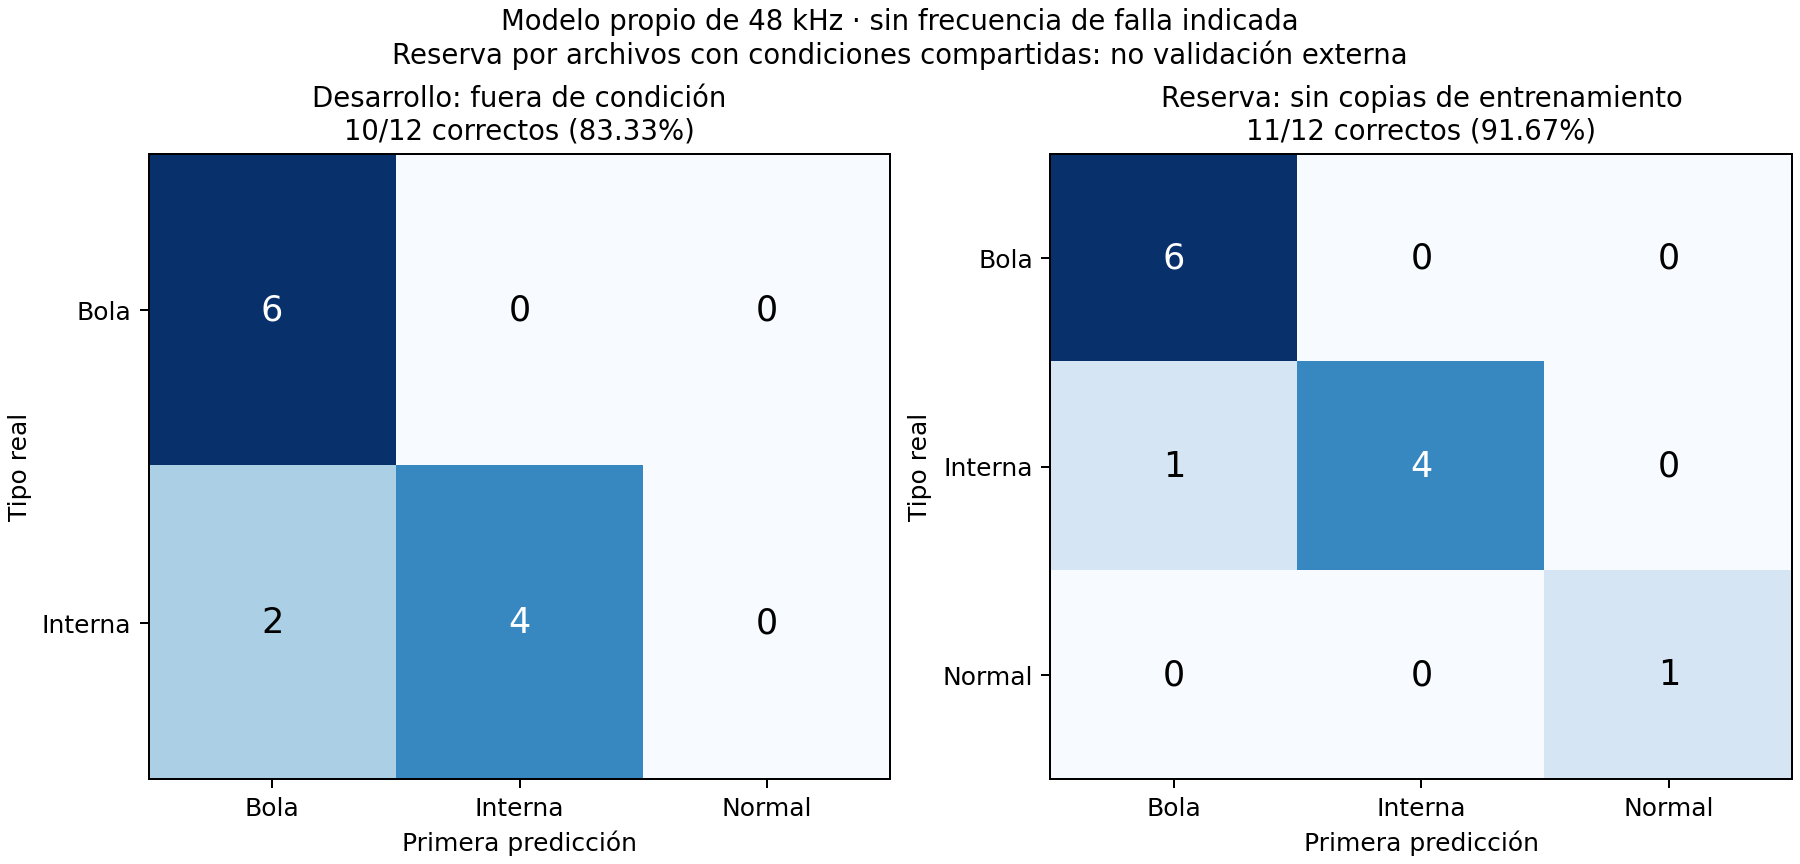 Modelo propio de 48 kHz · sin frecuencia de falla indicada
Reserva por archivos con condiciones compartidas: no validación externa
Desarrollo: fuera de condición
10/12 correctos (83.33%)
Tipo real
Bola
6
0
0
Interna
2
4
0
Bola
Interna
Normal
Primera predicción
Reserva: sin copias de entrenamiento
11/12 correctos (91.67%)
Tipo real
Bola
6
0
0
Interna
1
4
0
Normal
0
0
1
Bola
Interna
Normal
Primera predicción